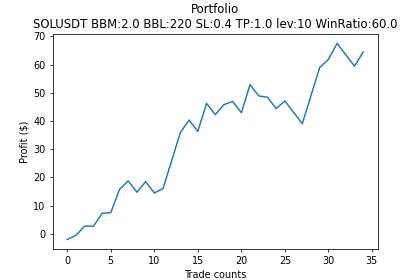 Portfolio
SOLUSDT BBM:2.0 BBL:220 SL:0.4 TP:1.0 lev:10 WinRatio:60.0
70
60
50
40
30
20
10
0
Profit ($)
0 5 10 15 20 25 30 35
Trade counts